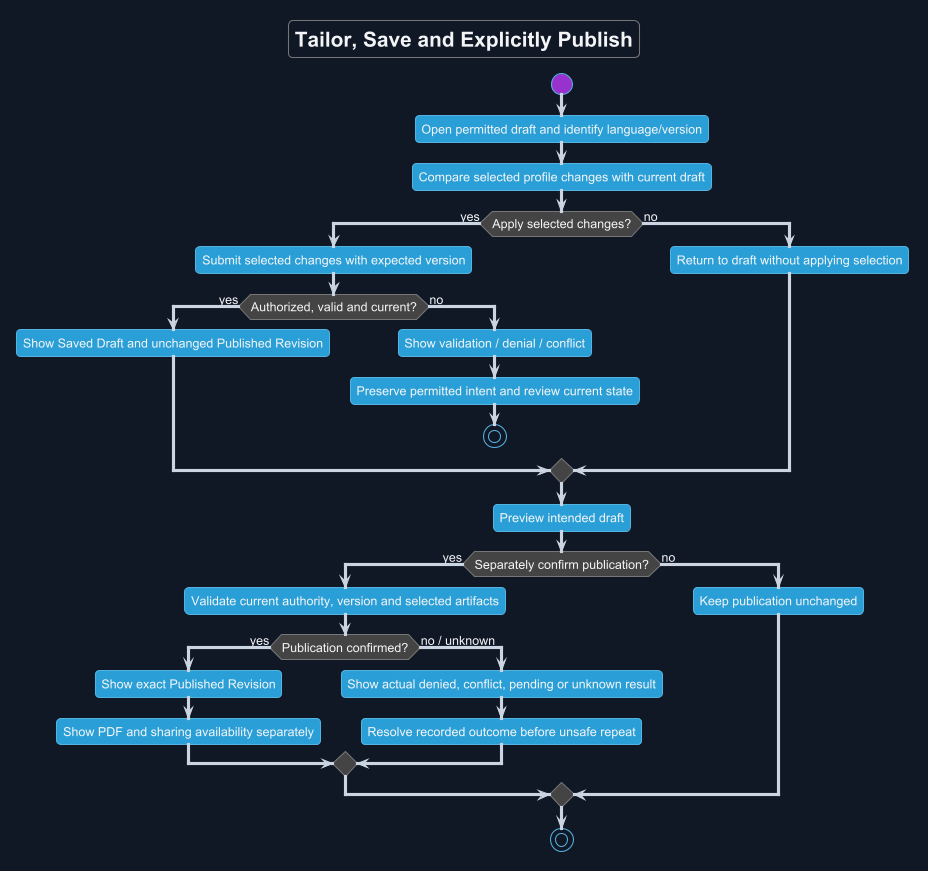 Tailor, Save and Explicitly Publish
Open permitted draft and identify language/version
Compare selected profile changes with current draft
yes
Apply selected changes?
no
Submit selected changes with expected version
Return to draft without applying selection
yes
Authorized, valid and current?
no
Show Saved Draft and unchanged Published Revision
Show validation / denial / conflict
Preserve permitted intent and review current state
Preview intended draft
yes
Separately confirm publication?
no
Validate current authority, version and selected artifacts
Keep publication unchanged
yes
Publication confirmed?
no / unknown
Show exact Published Revision
Show actual denied, conflict, pending or unknown result
Show PDF and sharing availability separately
Resolve recorded outcome before unsafe repeat